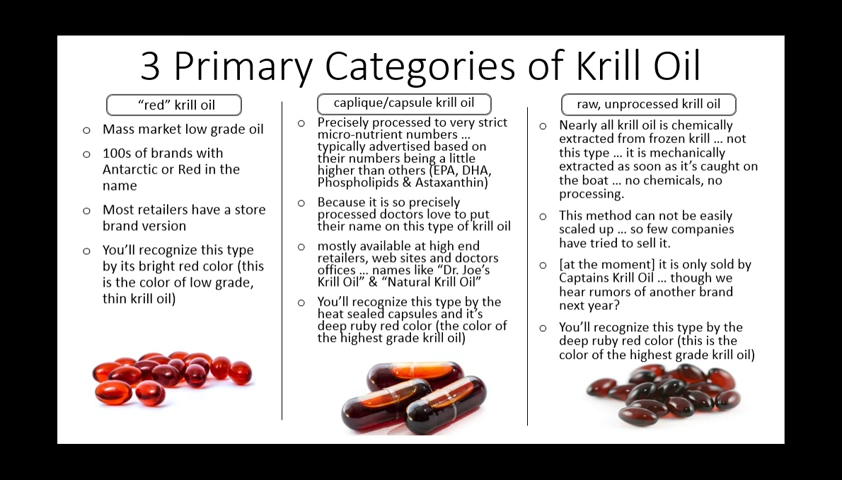 3 Primary Categories of Krill Oil
“red” krill oil
o Mass market low grade oil
o 100s of brands with
Antarctic or Red in the
name
o Most retailers have a store
brand version
o You’ll recognize this type
by its bright red color (this
is the color of low grade,
thin krill oil)
caplique/capsule krill oil
o Precisely processed to very strict
micro-nutrient numbers ...
typically advertised based on
their numbers being a little
higher than others (EPA, DHA,
Phospholipids & Astaxanthin)
o Because it is so precisely
processed doctors love to put
their name on this type of krill oil
o mostly available at high end
retailers, web sites and doctors
offices ... names like “Dr. Joe’s
Krill Oil” & “Natural Krill Oil”
o You’ll recognize this type by the
heat sealed capsules and it’s
deep ruby red color (the color of
the highest grade krill oil)
raw, unprocessed krill oil
o Nearly all krill oil is chemically
extracted from frozen krill ... not
this type ... it is mechanically
extracted as soon as it’s caught on
the boat ... no chemicals, no
processing.
o This method can not be easily
scaled up ... so few companies
have tried to sell it.
o [at the moment] it is only sold by
Captains Krill Oil ... though we
hear rumors of another brand
next year?
o You’ll recognize this type by the
deep ruby red color (this is the
color of the highest grade krill oil)